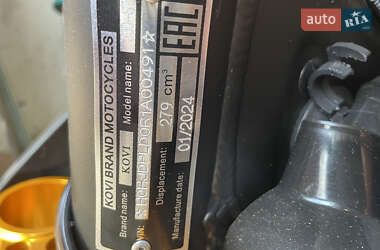 KOVI BRAND MOTOCYCLES
Brand name: KOVI Model name:
Displacement: 279 cm³
Manufacture date: 01/2024
EAC
auto RIA